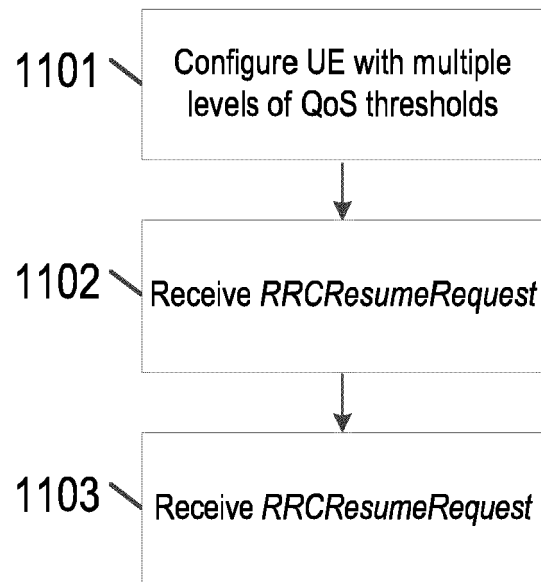 1101
Configure UE with multiple
levels of QoS thresholds
1102
Receive RRCResumeRequest
1103
Receive RRCResumeRequest